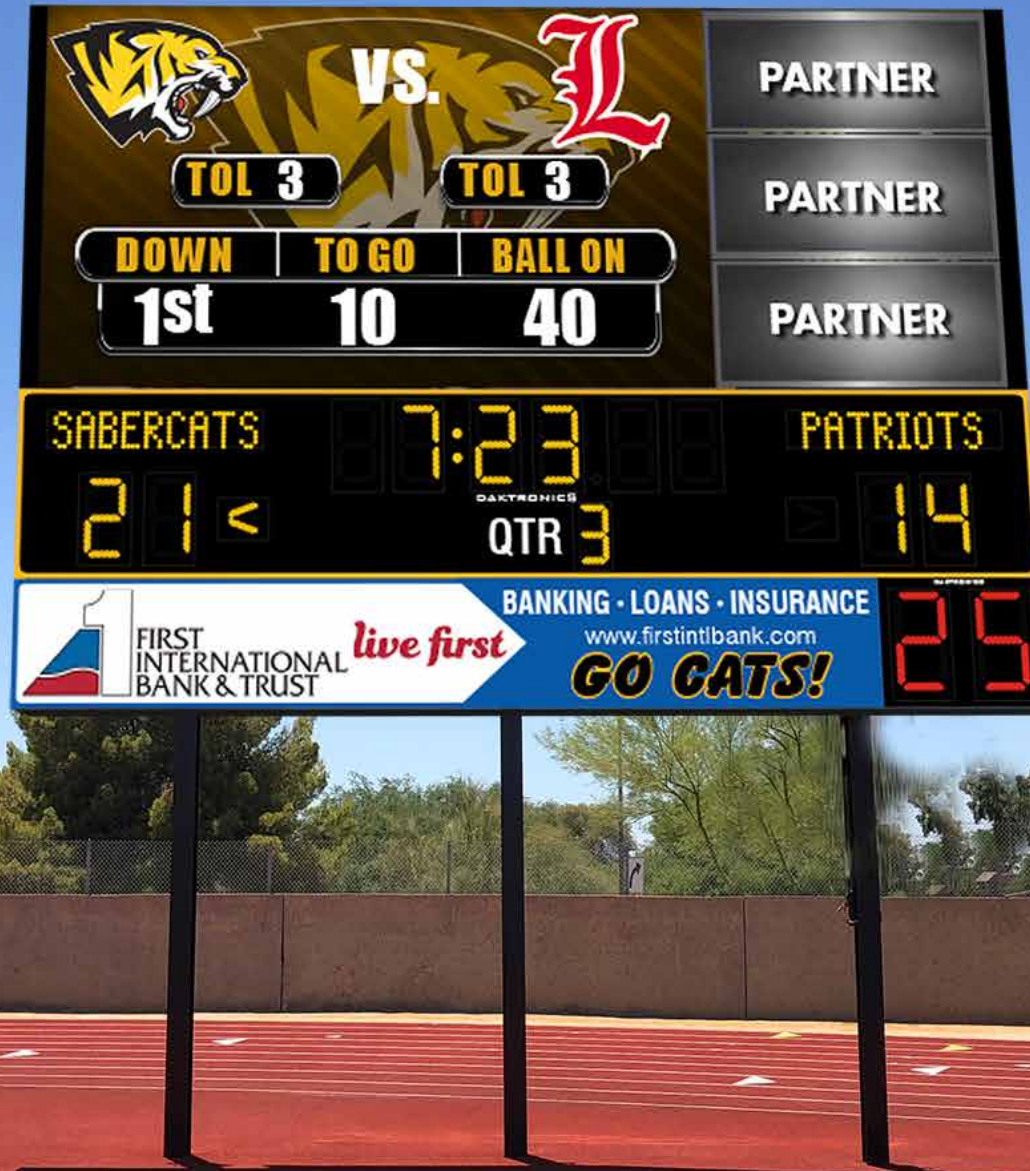 VS.
L
PARTNER
TOL 3
TOL 3
PARTNER
DOWN TO GO BALL ON
1st 10 40
PARTNER
SABERCATS 7:23 PATRIOTS
DAKTRONICS
21 < QTR 3 14
1 FIRST
INTERNATIONAL
BANK & TRUST
live first
BANKING · LOANS · INSURANCE
www.firstintlbank.com
GO CATS!
DAKTRONICS
25